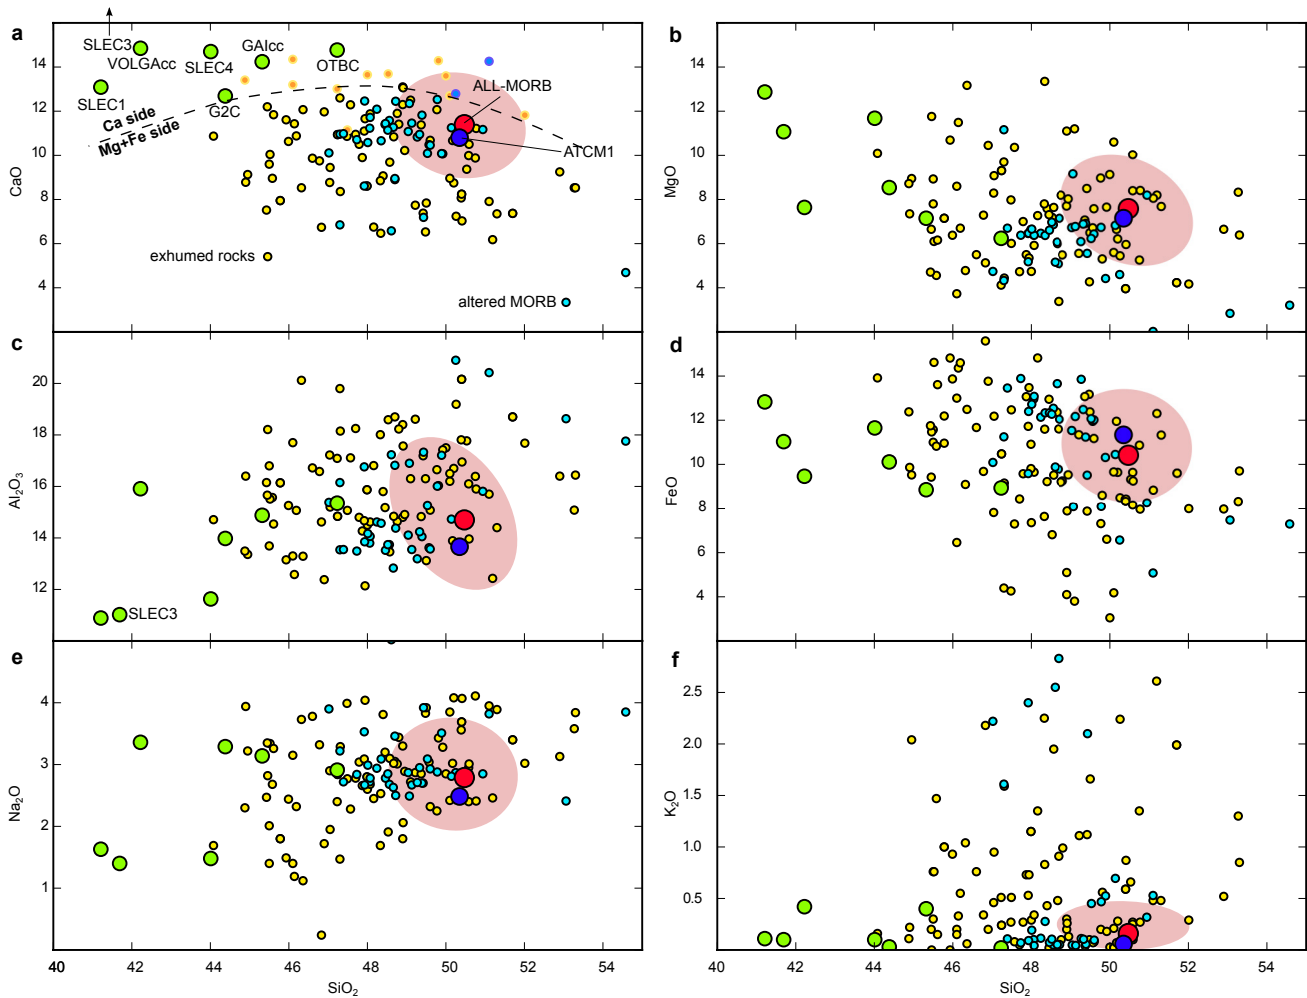 a
b
SLEC3
VOLGAcc
SLEC4
GAIcc
OTBC
SLEC1
G2C
ALL-MORB
ATCM1
Ca side
Mg+Fe side
exhumed rocks
altered MORB
CaO
14
12
10
8
6
4
MgO
14
12
10
8
6
4
c
d
SLEC3
Al₂O₃
20
18
16
14
12
FeO
14
12
10
8
6
4
e
f
Na₂O
4
3
2
1
K₂O
2.5
2.0
1.5
1.0
0.5
40 42 44 46 48 50 52 54
SiO₂
40 42 44 46 48 50 52 54
SiO₂